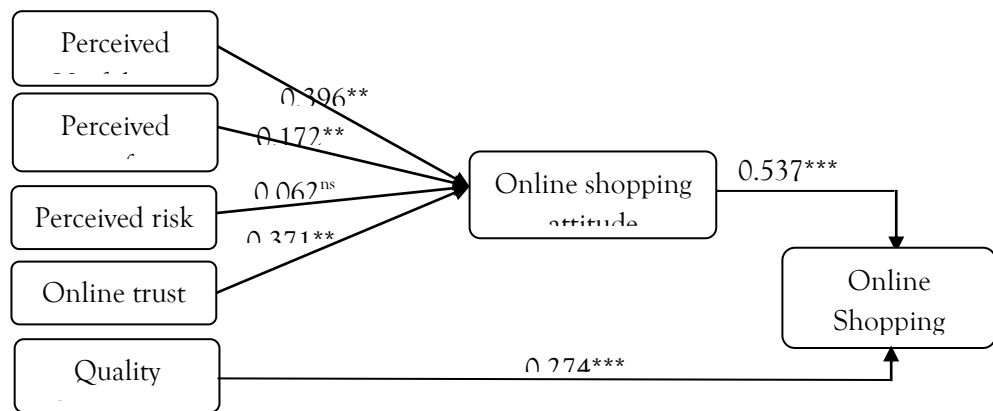 Perceived
0.396**
Perceived
0.172**
0.062ns
Perceived risk
0.371**
Online trust
Quality
0.274***
Online shopping
attitude
0.537***
Online
Shopping